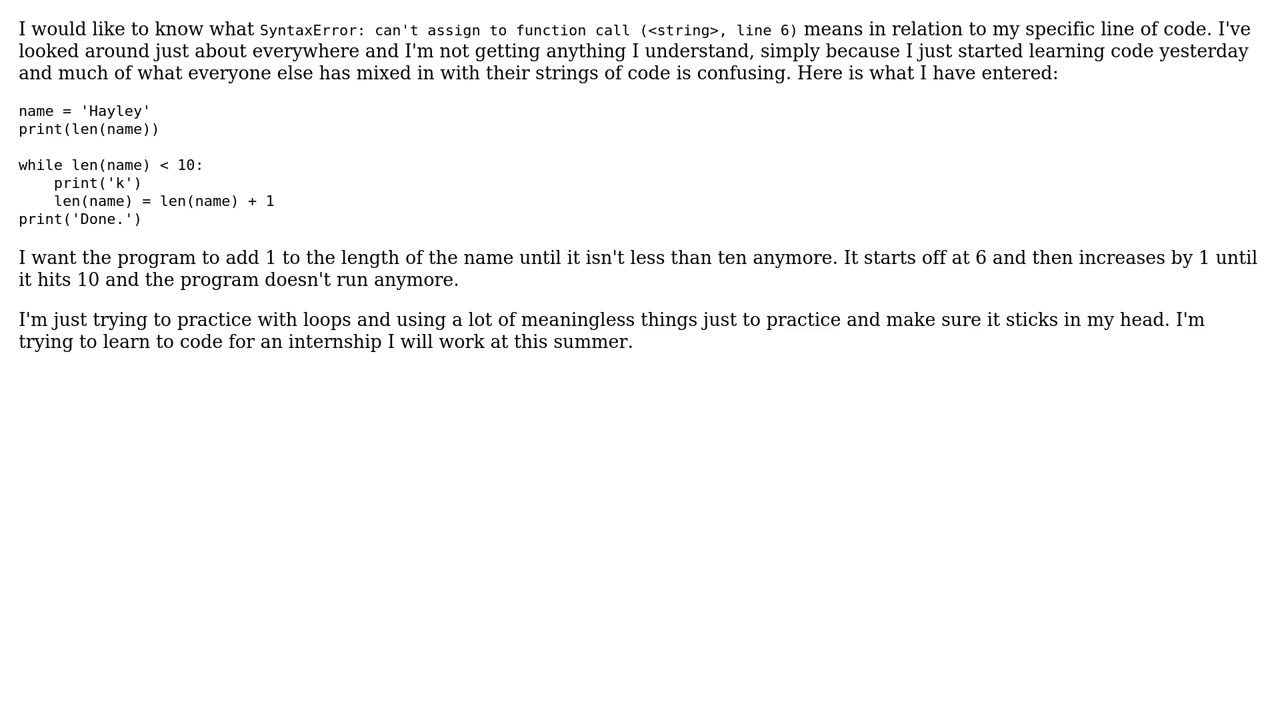 I would like to know what SyntaxError: can't assign to function call (<string>, line 6) means in relation to my specific line of code. I've
looked around just about everywhere and I'm not getting anything I understand, simply because I just started learning code yesterday
and much of what everyone else has mixed in with their strings of code is confusing. Here is what I have entered:
name = 'Hayley'
print(len(name))
while len(name) < 10:
    print('k')
    len(name) = len(name) + 1
print('Done.')
I want the program to add 1 to the length of the name until it isn't less than ten anymore. It starts off at 6 and then increases by 1 until
it hits 10 and the program doesn't run anymore.
I'm just trying to practice with loops and using a lot of meaningless things just to practice and make sure it sticks in my head. I'm
trying to learn to code for an internship I will work at this summer.